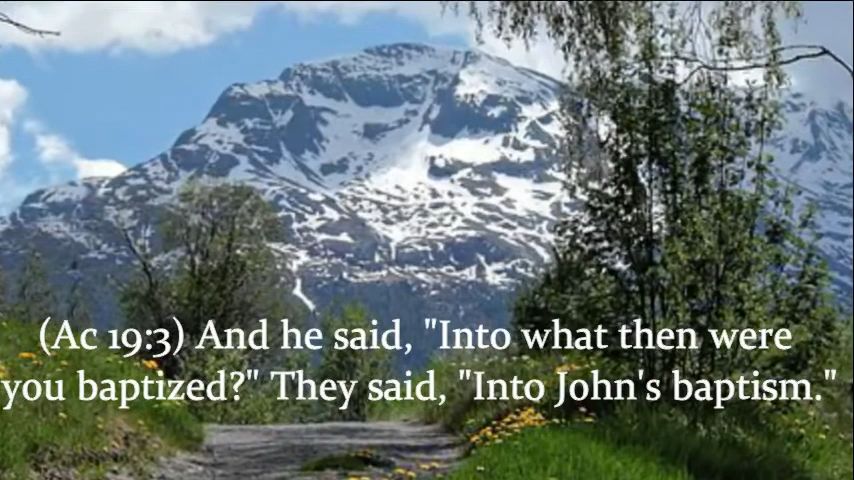 (Ac 19:3) And he said, "Into what then were
you baptized?" They said, "Into John's baptism."